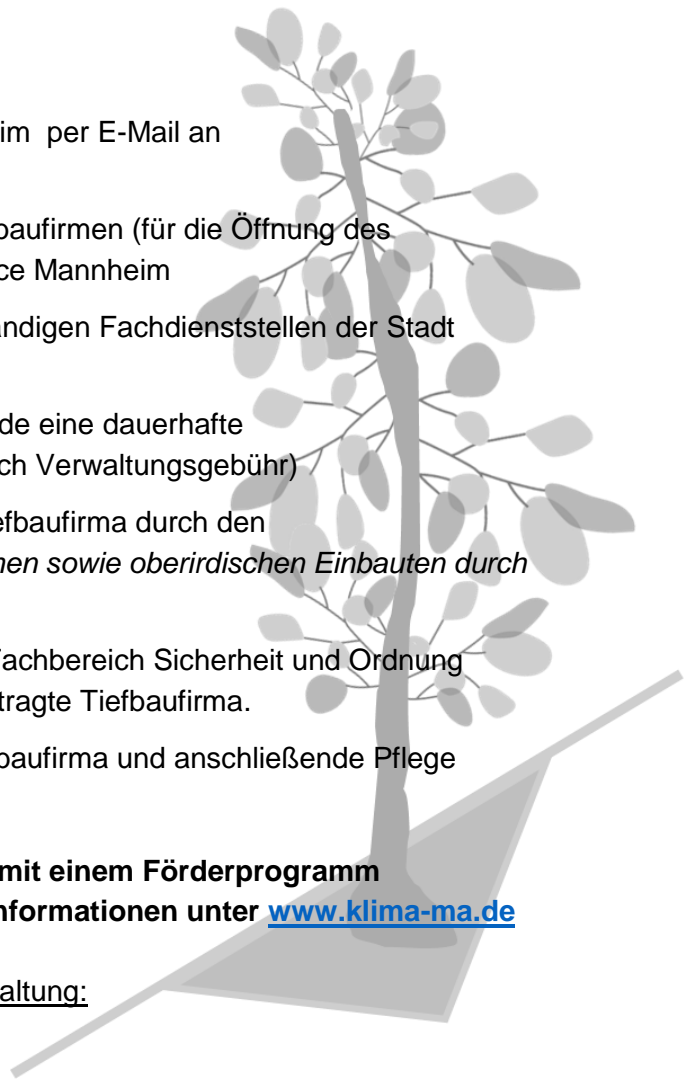 im  per E-Mail an
baufirmen (für die Öffnung des
ce Mannheim
ändigen Fachdienststellen der Stadt
de eine dauerhafte
ch Verwaltungsgebühr)
efbaufirma durch den
nen sowie oberirdischen Einbauten durch
Fachbereich Sicherheit und Ordnung
tragte Tiefbaufirma.
baufirma und anschließende Pflege
mit einem Förderprogramm
nformationen unter www.klima-ma.de
altung: